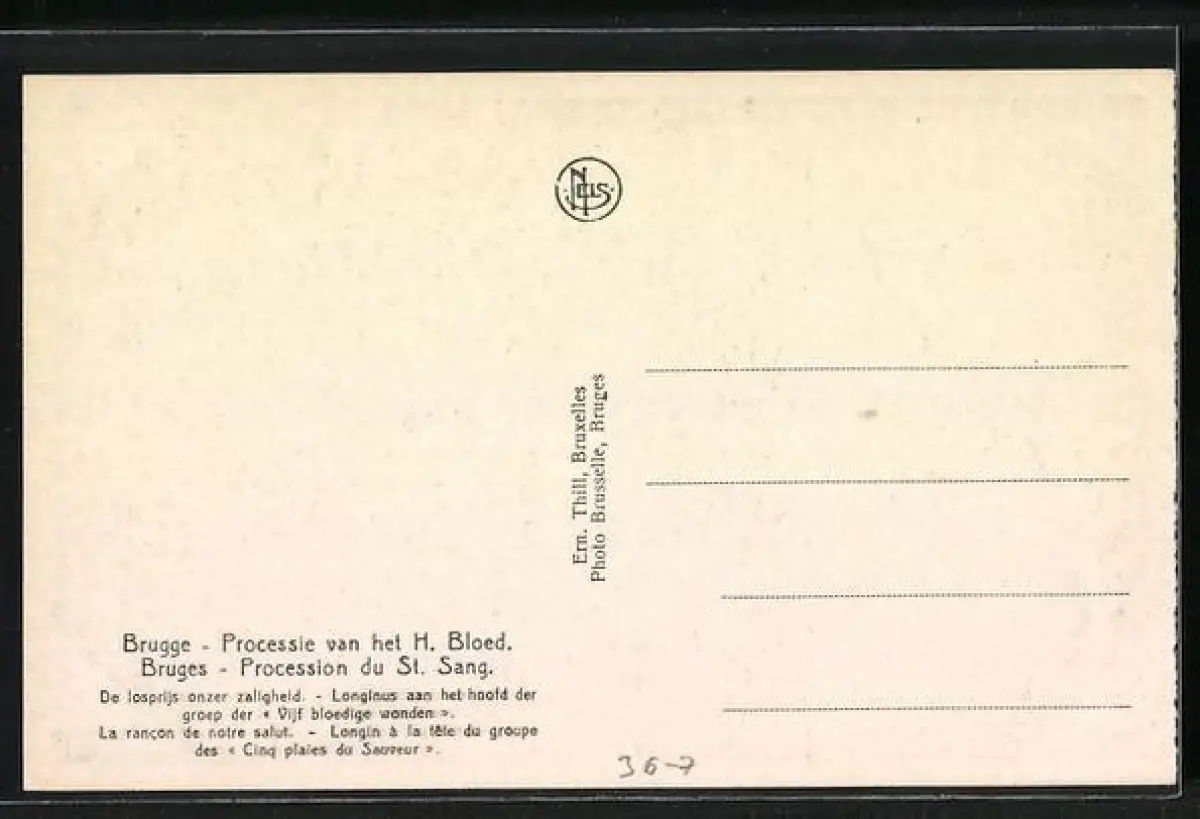 NELS
Ern. Thill, Bruxelles
Photo Brusselle, Bruges
Brugge - Processie van het H. Bloed.
Bruges - Procession du St. Sang.
De losprijs onzer zaligheid. - Longinus aan het hoofd der
groep der « Vijf bloedige wonden ».
La rançon de notre salut. - Longin à la tête du groupe
des « Cinq plaies du Sauveur ».
36-7